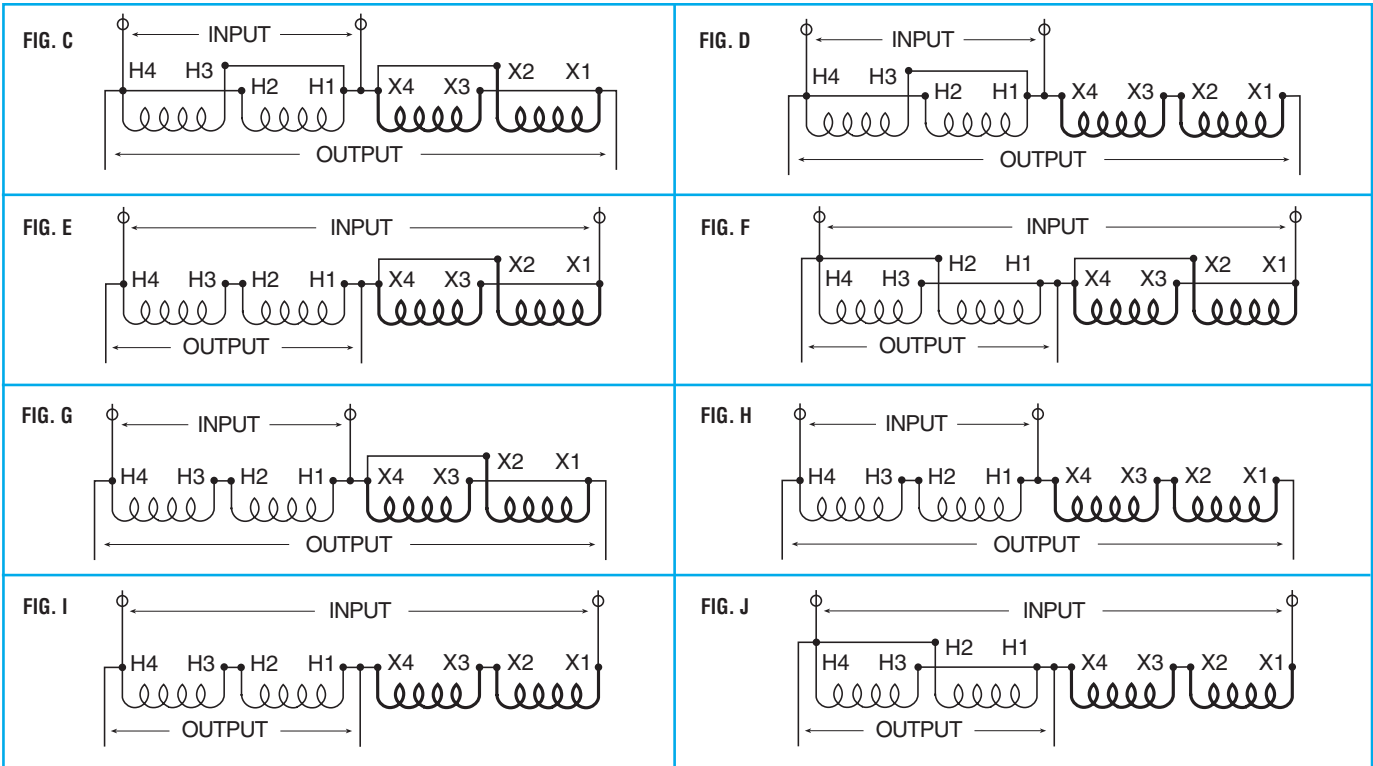 FIG. C
INPUT
H4 H3 H2 H1 X4 X3 X2 X1
OUTPUT
FIG. D
INPUT
H4 H3 H2 H1 X4 X3 X2 X1
OUTPUT
FIG. E
INPUT
H4 H3 H2 H1 X4 X3 X2 X1
OUTPUT
FIG. F
INPUT
H4 H3 H2 H1 X4 X3 X2 X1
OUTPUT
FIG. G
INPUT
H4 H3 H2 H1 X4 X3 X2 X1
OUTPUT
FIG. H
INPUT
H4 H3 H2 H1 X4 X3 X2 X1
OUTPUT
FIG. I
INPUT
H4 H3 H2 H1 X4 X3 X2 X1
OUTPUT
FIG. J
INPUT
H4 H3 H2 H1 X4 X3 X2 X1
OUTPUT